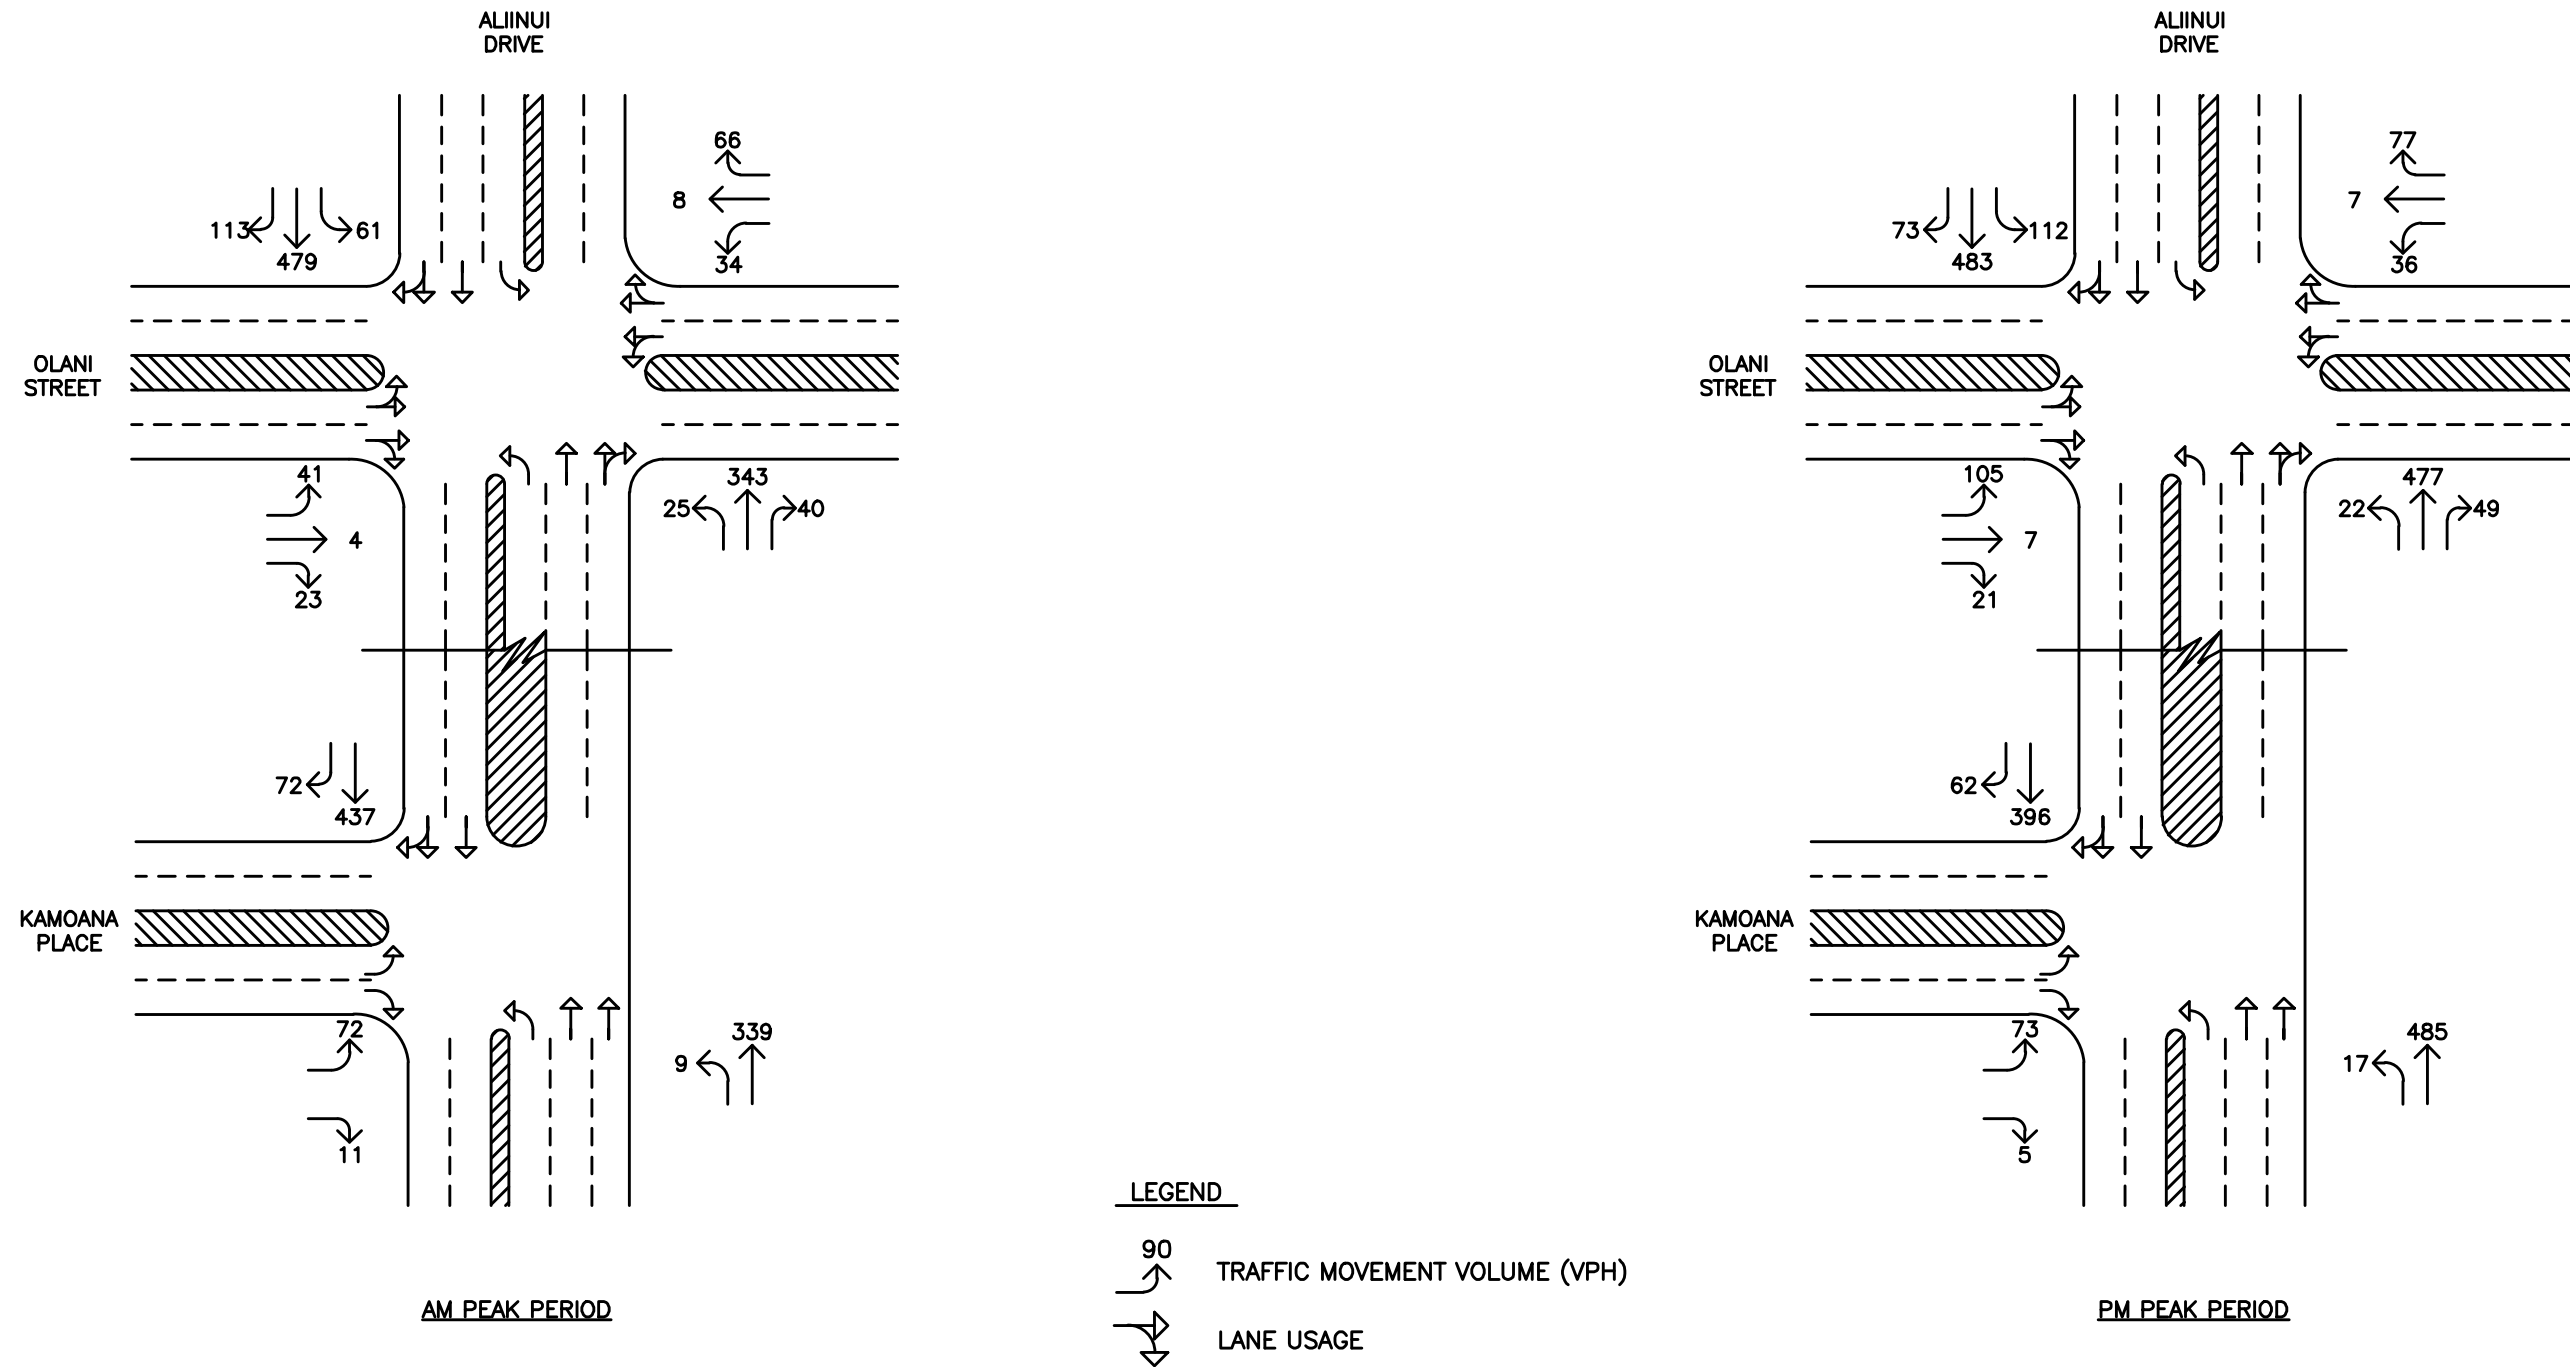 ALIINUI
DRIVE
66
8
34
113
61
479
OLANI
STREET
41
4
23
343
25
40
72
437
KAMOANA
PLACE
72
11
339
9
AM PEAK PERIOD
LEGEND
90
TRAFFIC MOVEMENT VOLUME (VPH)
LANE USAGE
ALIINUI
DRIVE
77
7
36
73
112
483
OLANI
STREET
105
7
21
477
22
49
62
396
KAMOANA
PLACE
73
5
485
17
PM PEAK PERIOD